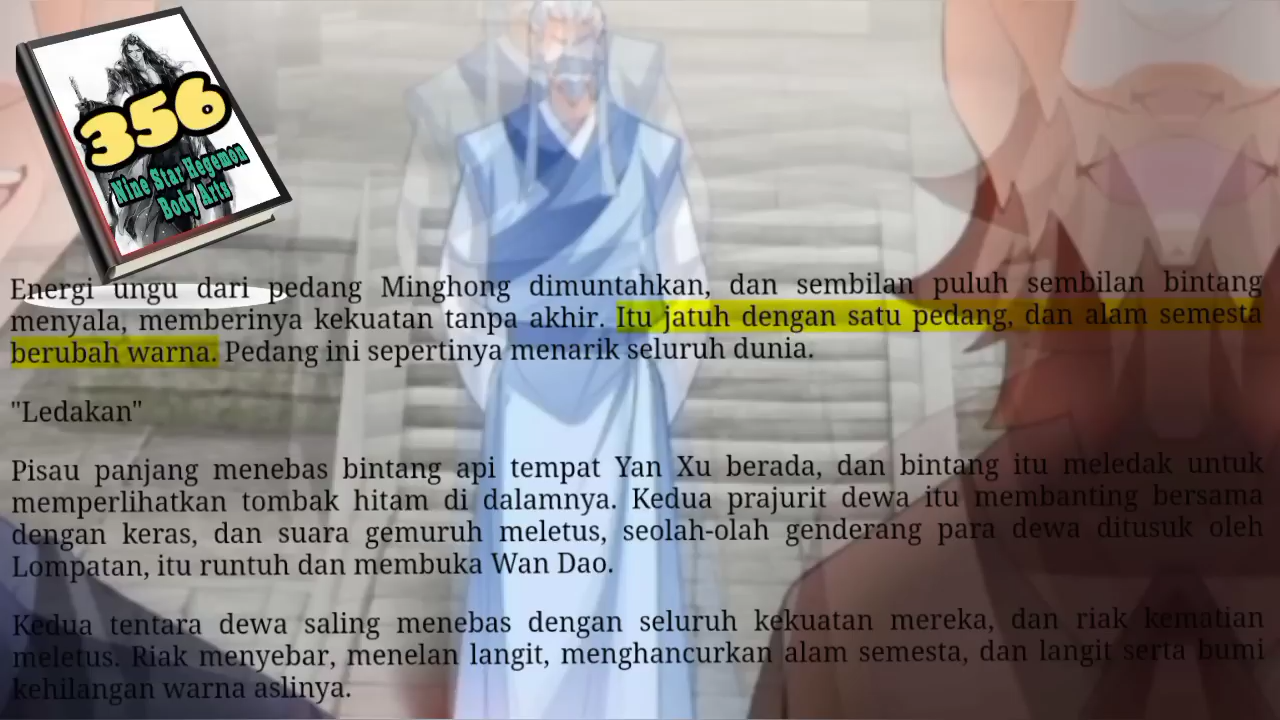 356
Nine Star Hegemon
Body Arts
Energi ungu dari pedang Minghong dimuntahkan, dan sembilan puluh sembilan bintang
menyala, memberinya kekuatan tanpa akhir. Itu jatuh dengan satu pedang, dan alam semesta
berubah warna. Pedang ini sepertinya menarik seluruh dunia.
"Ledakan"
Pisau panjang menebas bintang api tempat Yan Xu berada, dan bintang itu meledak untuk
memperlihatkan tombak hitam di dalamnya. Kedua prajurit dewa itu membanting bersama
dengan keras, dan suara gemuruh meletus, seolah-olah genderang para dewa ditusuk oleh
Lompatan, itu runtuh dan membuka Wan Dao.
Kedua tentara dewa saling menebas dengan seluruh kekuatan mereka, dan riak kematian
meletus. Riak menyebar, menelan langit, menghancurkan alam semesta, dan langit serta bumi
kehilangan warna aslinya.